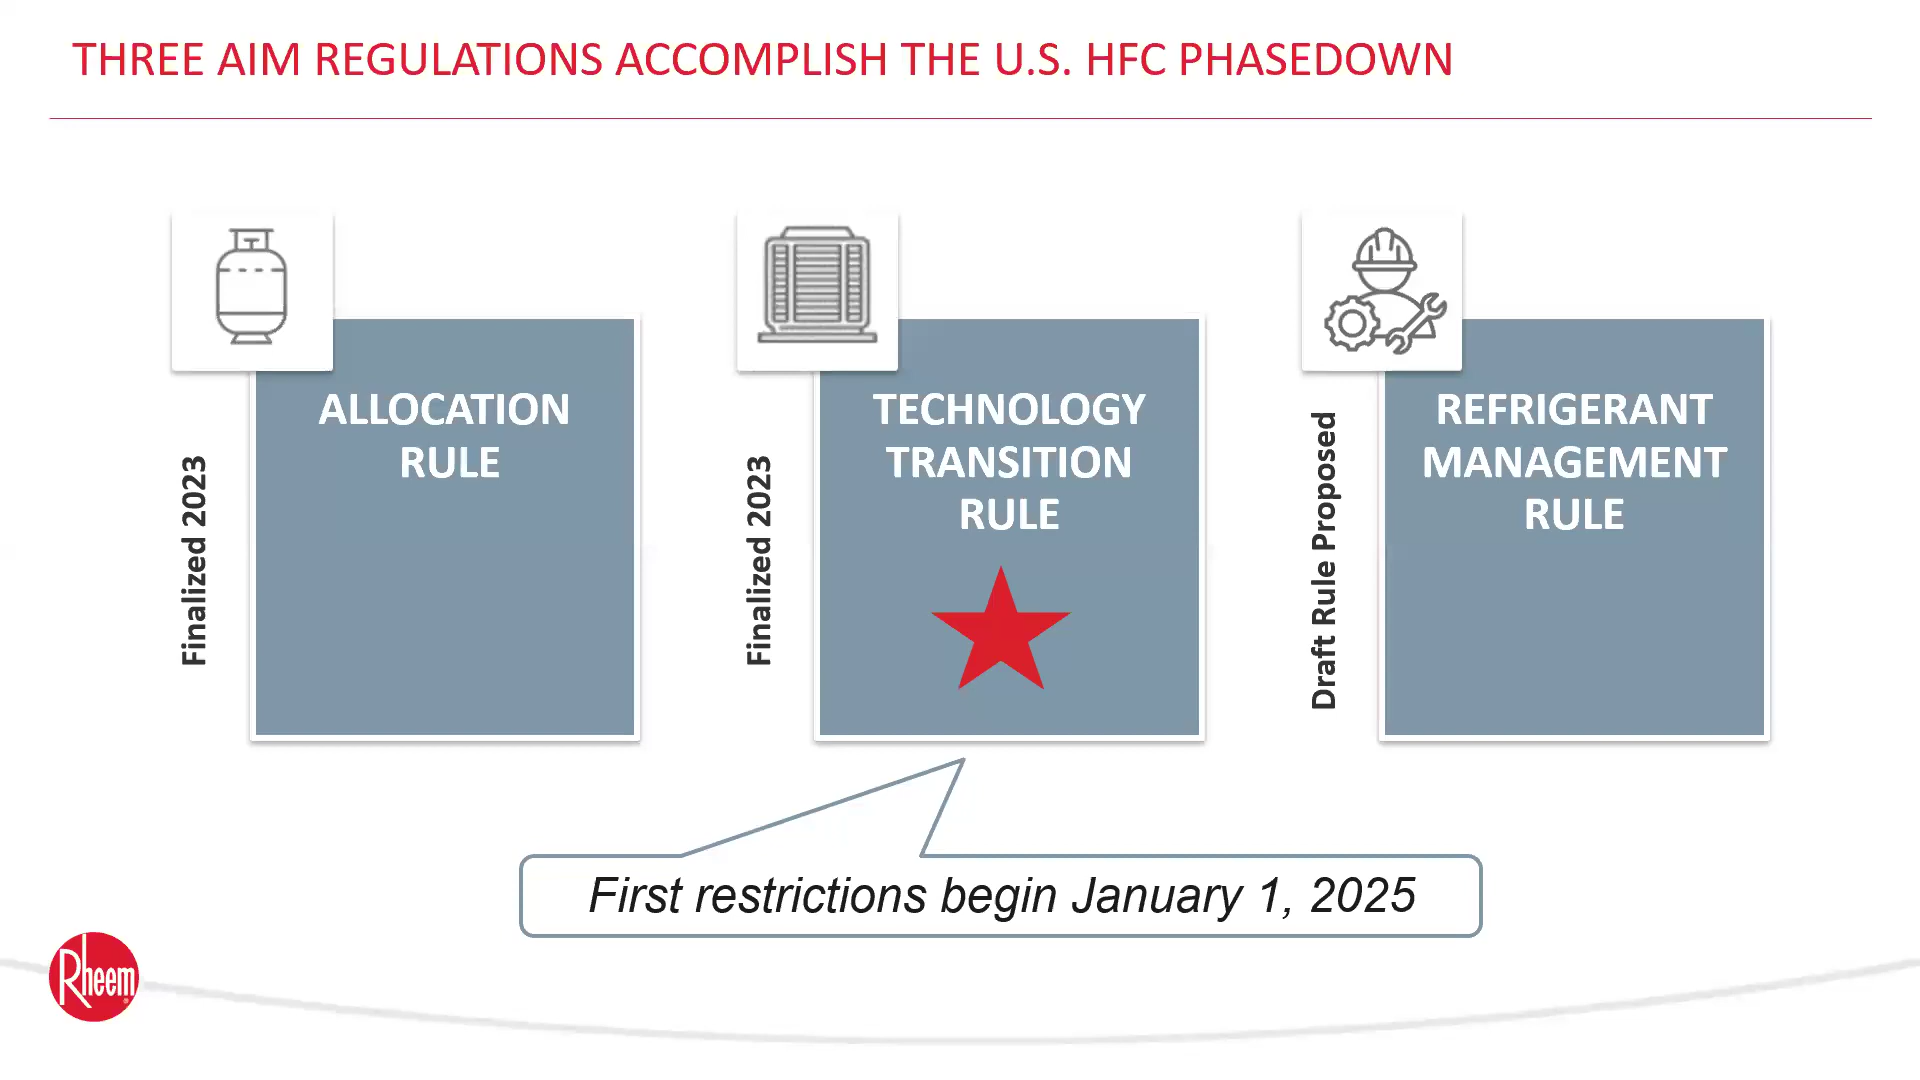 THREE AIM REGULATIONS ACCOMPLISH THE U.S. HFC PHASEDOWN
Finalized 2023
ALLOCATION
RULE
Finalized 2023
TECHNOLOGY
TRANSITION
RULE
Draft Rule Proposed
REFRIGERANT
MANAGEMENT
RULE
First restrictions begin January 1, 2025
Rheem